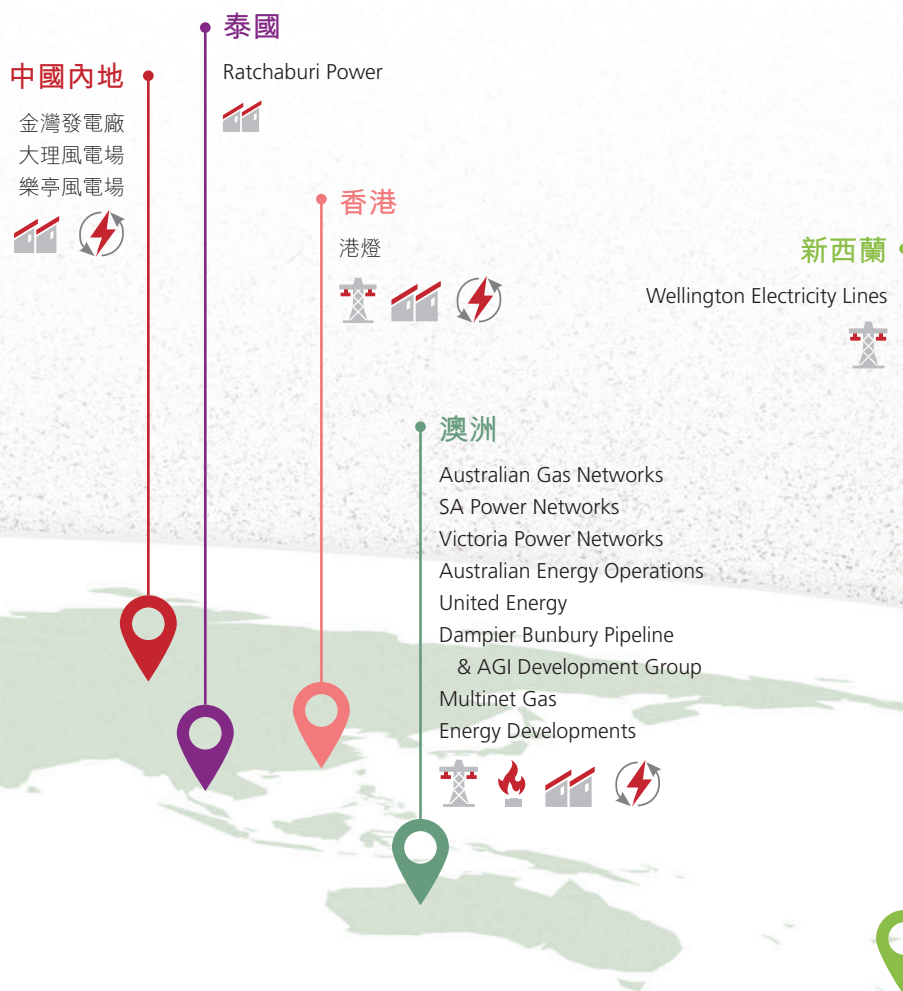 泰國
Ratchaburi Power
中國內地
金灣發電廠
大理風電場
樂亭風電場
香港
港燈
新西蘭
Wellington Electricity Lines
澳洲
Australian Gas Networks
SA Power Networks
Victoria Power Networks
Australian Energy Operations
United Energy
Dampier Bunbury Pipeline
& AGI Development Group
Multinet Gas
Energy Developments